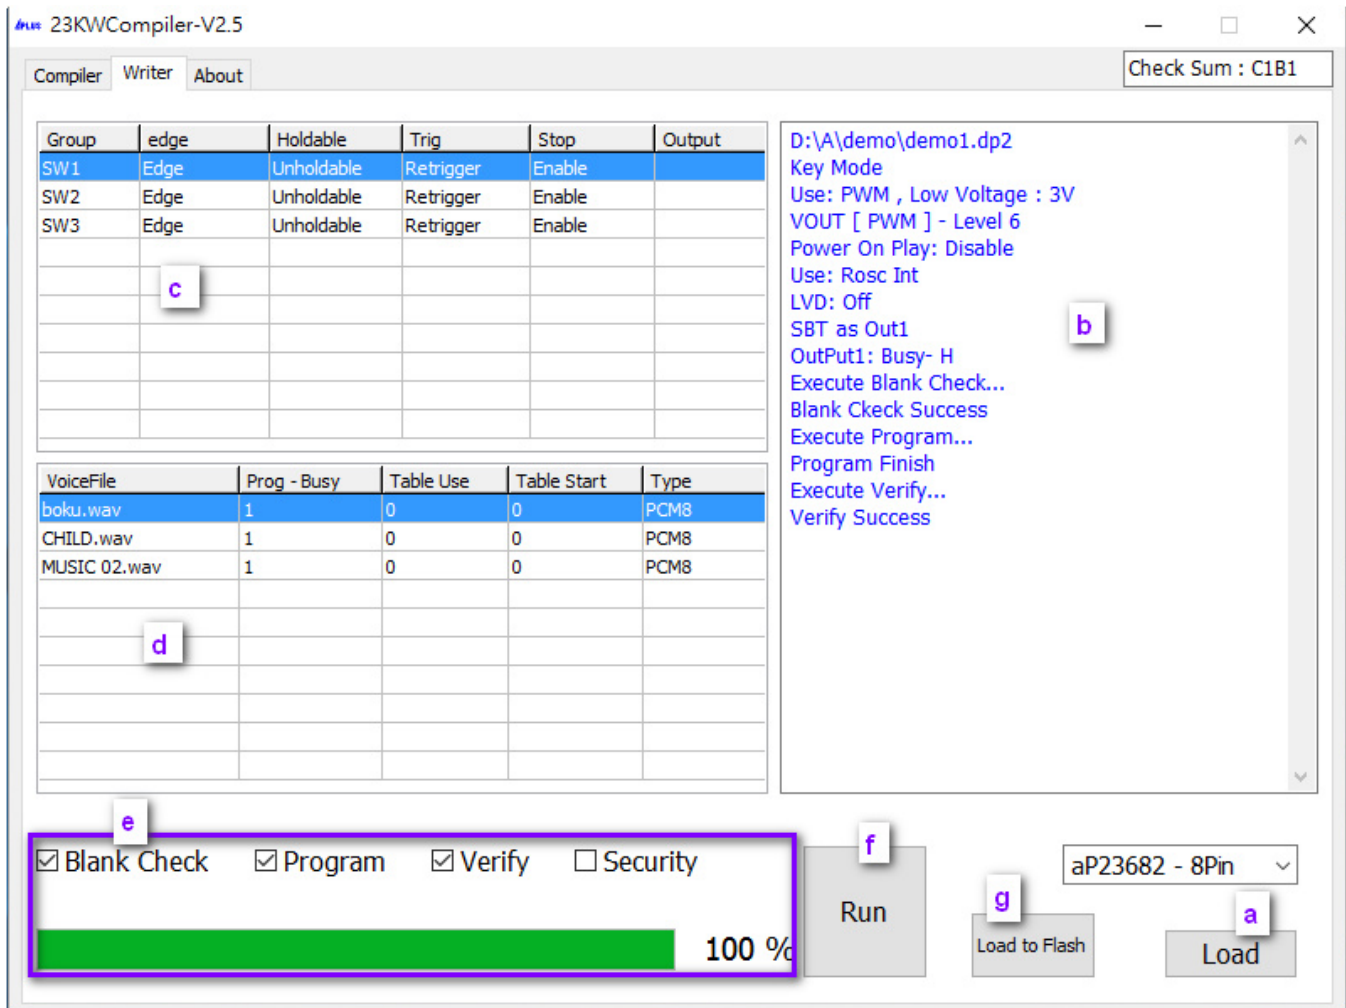 APLUS 23KWCompiler-V2.5
Compiler Writer About
Check Sum : C1B1
Group edge Holdable Trig Stop Output
SW1 Edge Unholdable Retrigger Enable
SW2 Edge Unholdable Retrigger Enable
SW3 Edge Unholdable Retrigger Enable
c
VoiceFile Prog - Busy Table Use Table Start Type
boku.wav 1 0 0 PCM8
CHILD.wav 1 0 0 PCM8
MUSIC 02.wav 1 0 0 PCM8
d
D:\A\demo\demo1.dp2
Key Mode
Use: PWM , Low Voltage : 3V
VOUT [ PWM ] - Level 6
Power On Play: Disable
Use: Rosc Int
LVD: Off
SBT as Out1
OutPut1: Busy- H
Execute Blank Check...
Blank Ckeck Success
Execute Program...
Program Finish
Execute Verify...
Verify Success
b
e
Blank Check Program Verify Security
100 %
f
Run
g
Load to Flash
aP23682 - 8Pin
a
Load